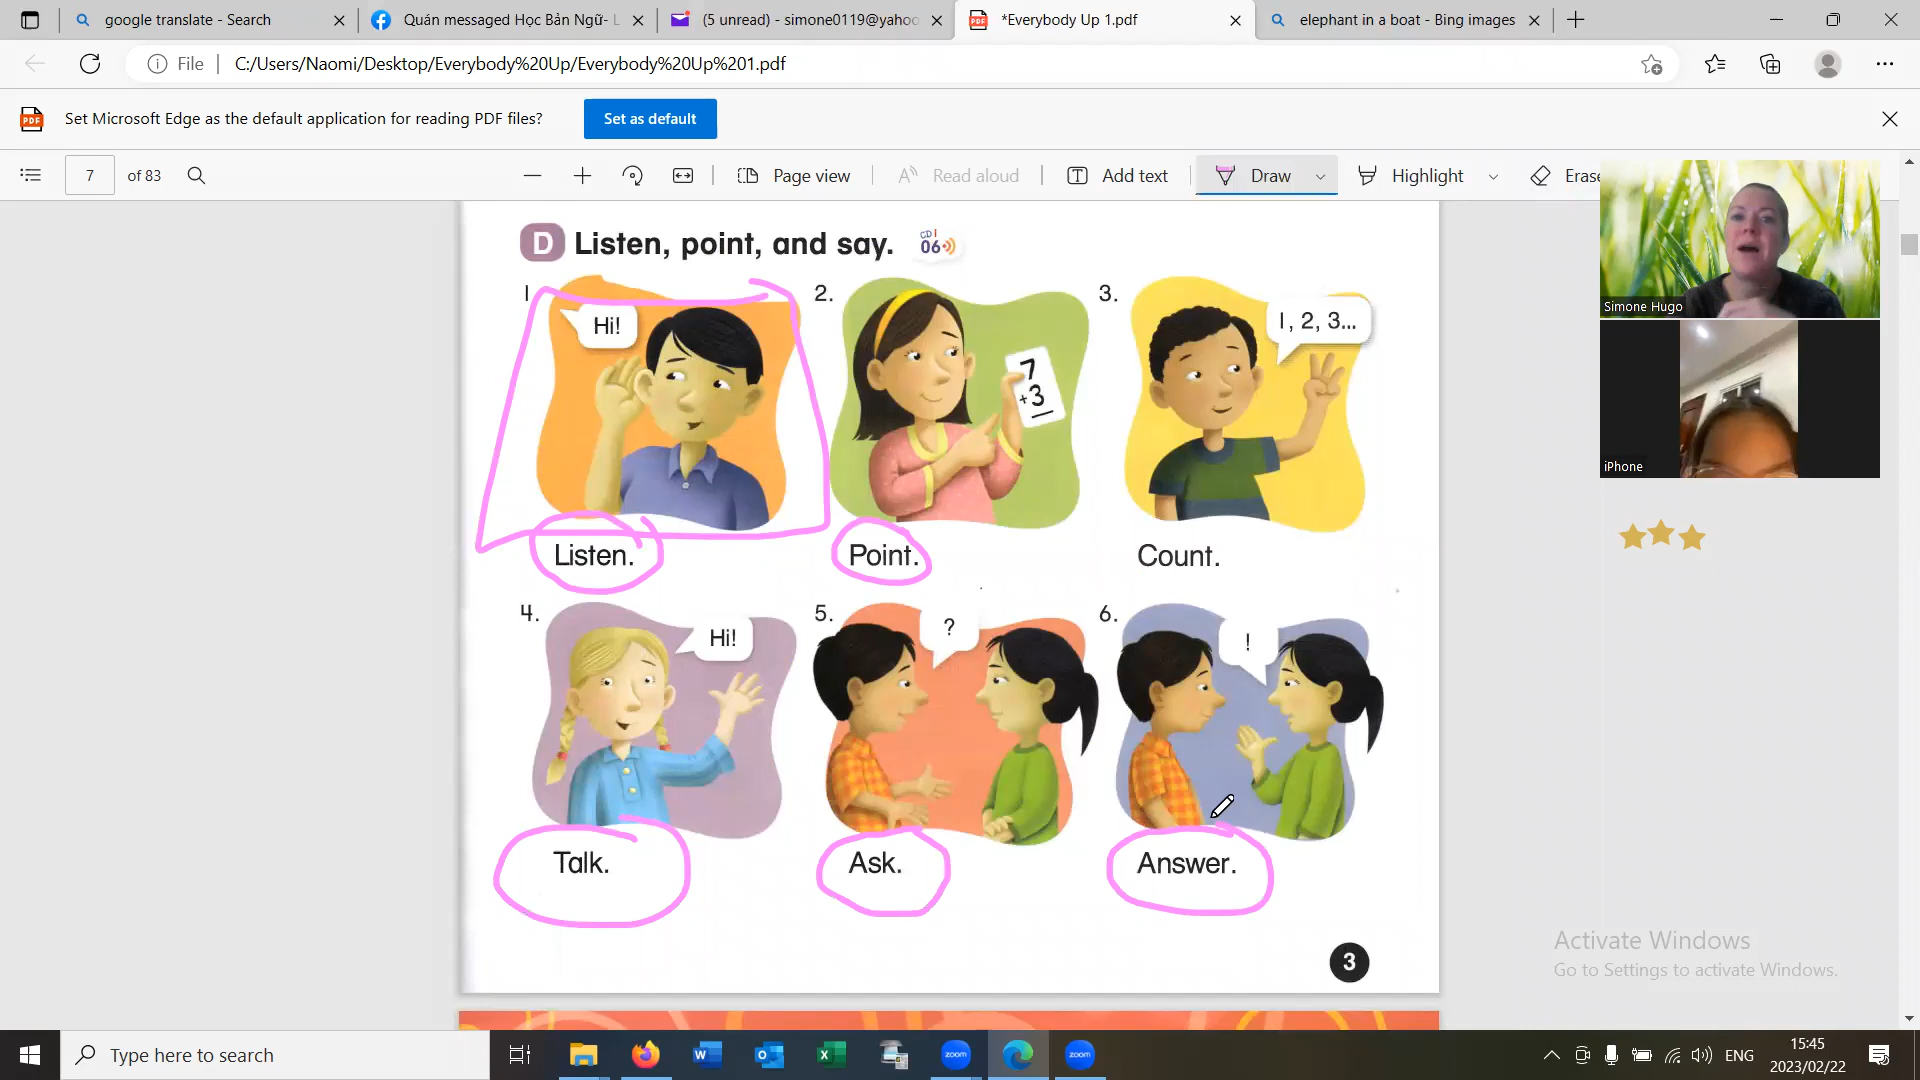 google translate - Search
Quán messaged Học Bản Ngữ- L
(5 unread) - simone0119@yahoo
*Everybody Up 1.pdf
elephant in a boat - Bing images
File
C:/Users/Naomi/Desktop/Everybody%20Up/Everybody%20Up%201.pdf
PDF
Set Microsoft Edge as the default application for reading PDF files?
Set as default
7
of 83
Page view
Read aloud
Add text
Draw
Highlight
Erase
D Listen, point, and say. CD 1 06
1
Hi!
Listen.
2.
7
+3
Point.
3.
1, 2, 3...
Count.
4.
Hi!
Talk.
5.
?
Ask.
6.
!
Answer.
3
Simone Hugo
iPhone
Activate Windows
Go to Settings to activate Windows.
Type here to search
zoom
zoom
ENG
15:45
2023/02/22